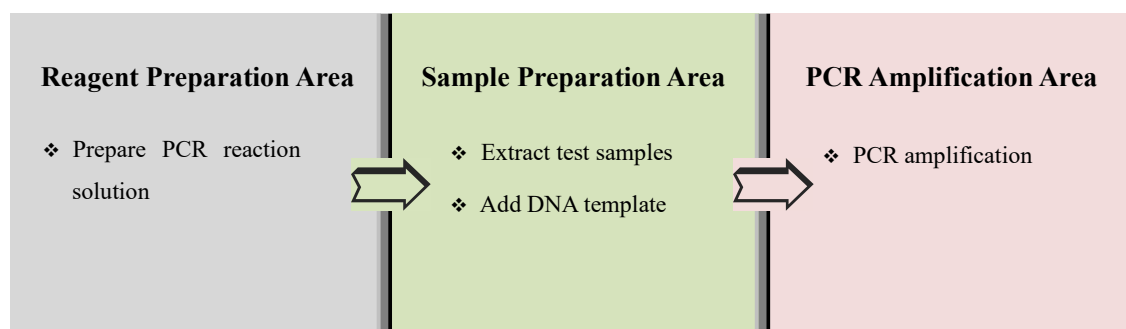 Reagent Preparation Area
❖ Prepare PCR reaction
solution
Sample Preparation Area
❖ Extract test samples
❖ Add DNA template
PCR Amplification Area
❖ PCR amplification